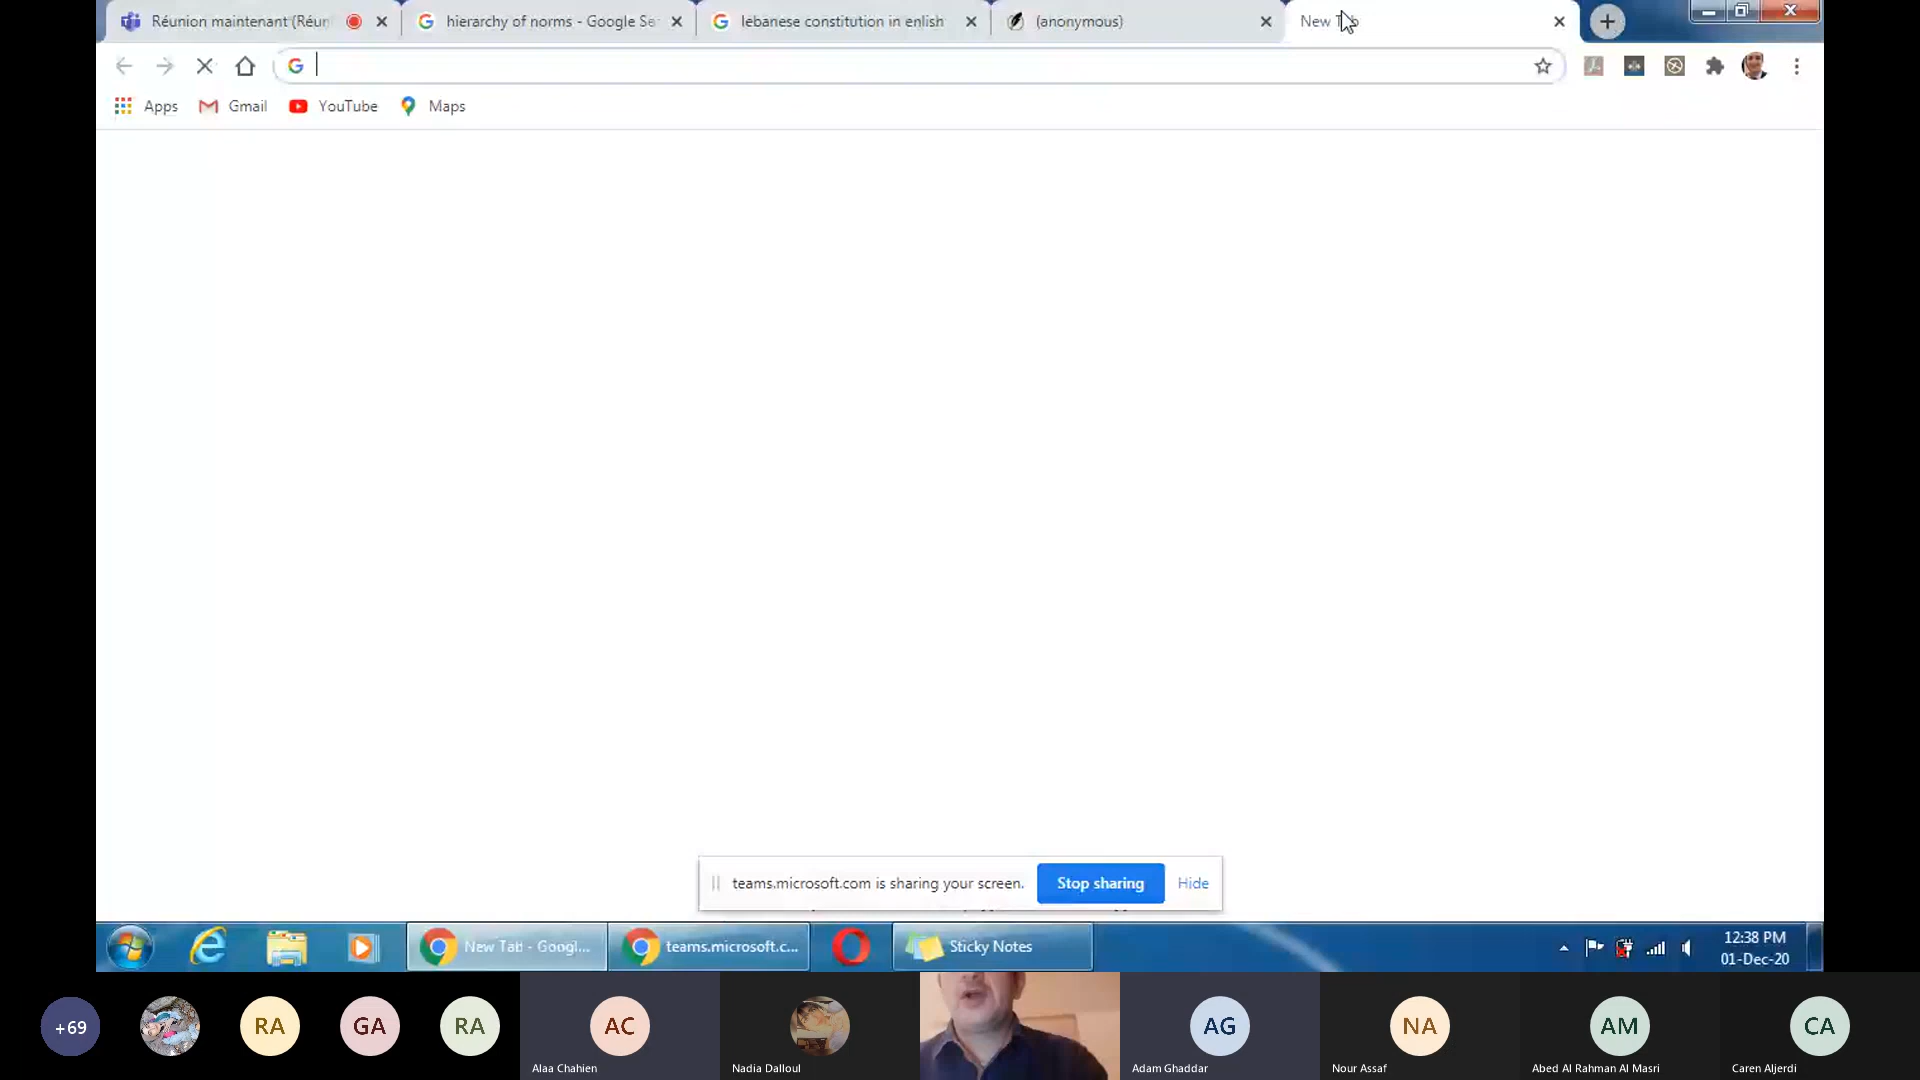 Réunion maintenant (Réun
hierarchy of norms - Google Se
lebanese constitution in enlish
(anonymous)
New Tab
Apps
Gmail
YouTube
Maps
teams.microsoft.com is sharing your screen.
Stop sharing
Hide
New Tab - Googl...
teams.microsoft.c...
Sticky Notes
12:38 PM
01-Dec-20
+69
RA
GA
RA
AC
AG
NA
AM
CA
Alaa Chahien
Nadia Dalloul
Adam Ghaddar
Nour Assaf
Abed Al Rahman Al Masri
Caren Aljerdi